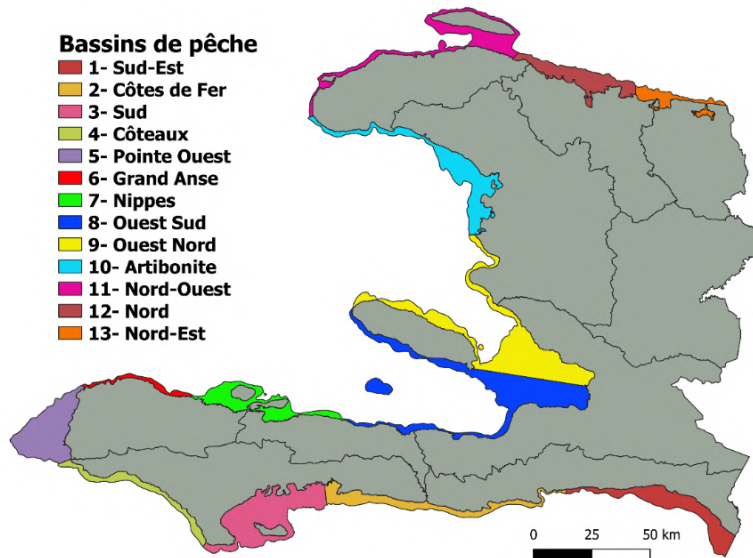 Bassins de pêche
1- Sud-Est
2- Côtes de Fer
3- Sud
4- Côteaux
5- Pointe Ouest
6- Grand Anse
7- Nippes
8- Ouest Sud
9- Ouest Nord
10- Artibonite
11- Nord-Ouest
12- Nord
13- Nord-Est
0 25 50 km